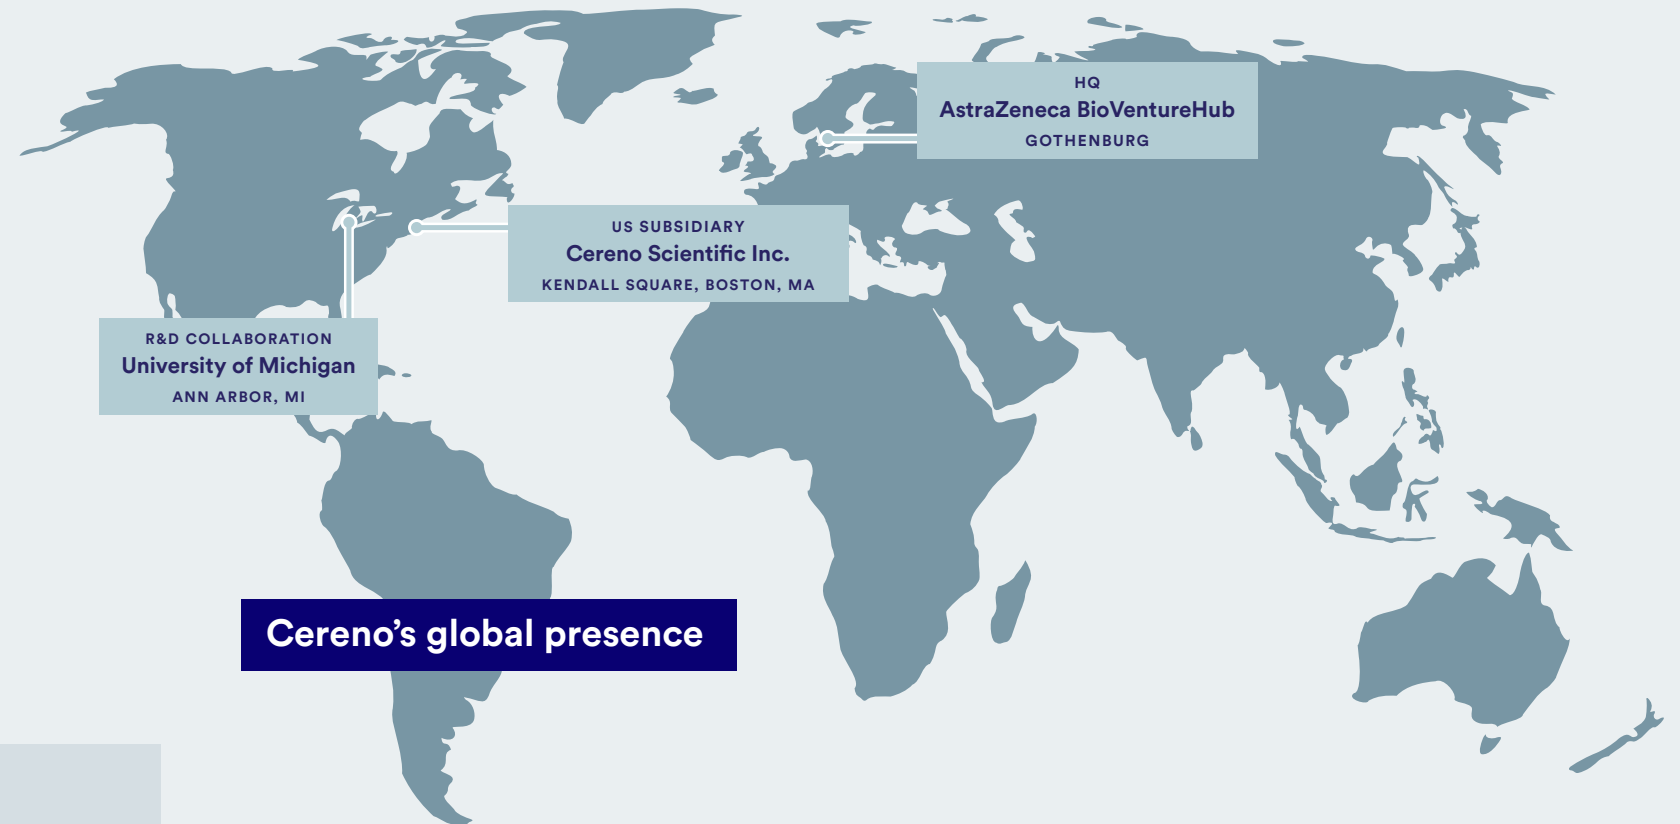 HQ
AstraZeneca BioVentureHub
GOTHENBURG
US SUBSIDIARY
Cereno Scientific Inc.
KENDALL SQUARE, BOSTON, MA
R&D COLLABORATION
University of Michigan
ANN ARBOR, MI
Cereno’s global presence